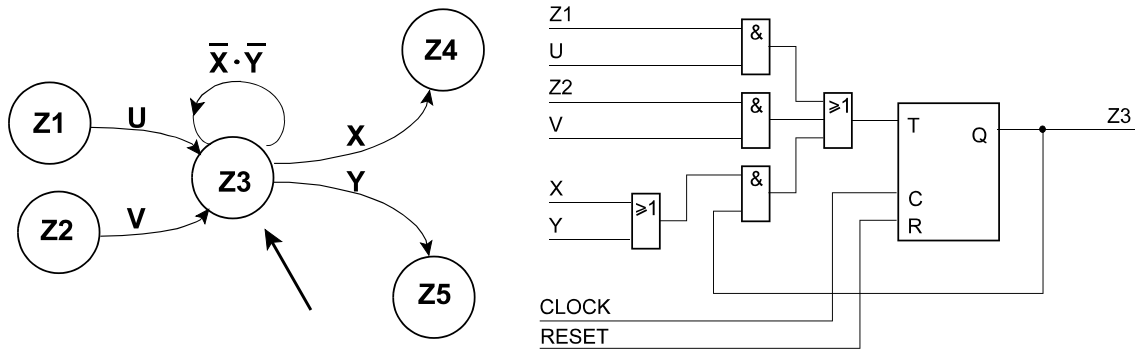 X̅·Y̅
Z4
Z1
U
X
Z3
Y
Z2
V
Z5
Z1
&
U
Z2
&
V
≥1
T
Q
Z3
X
&
≥1
Y
C
R
CLOCK
RESET